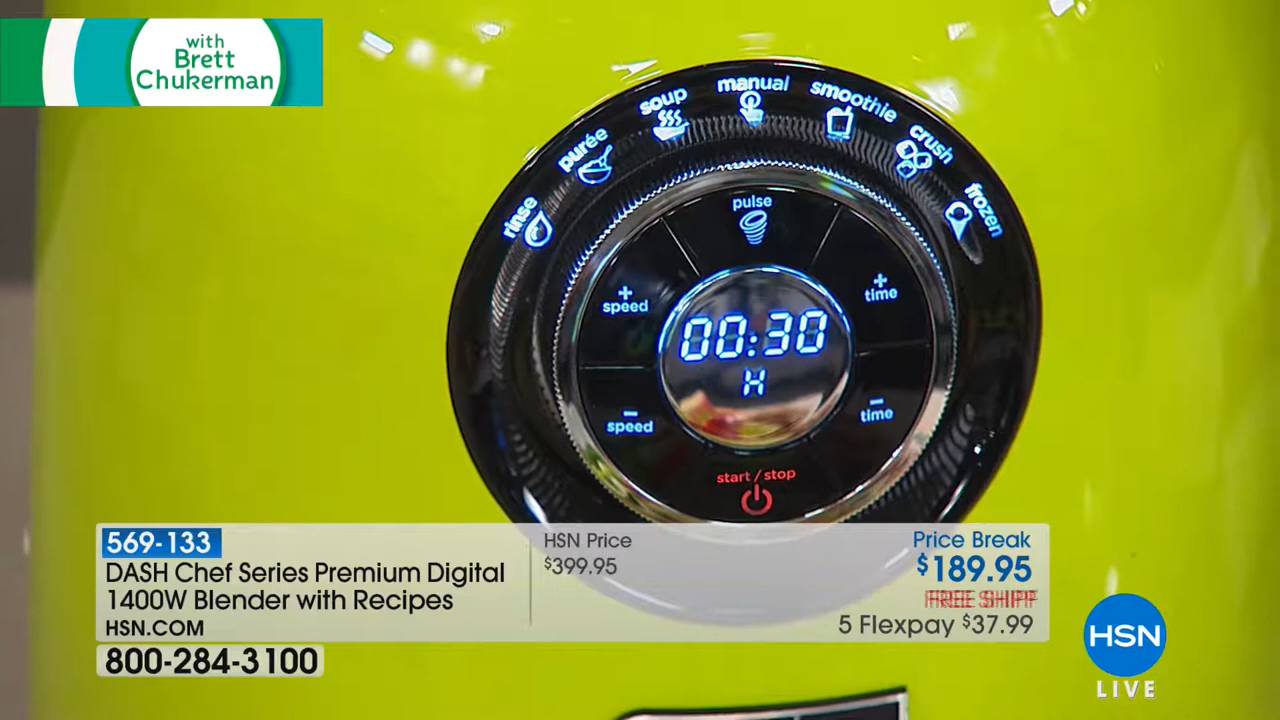 with
Brett
Chukerman
rinse
purée
soup
manual
smoothie
crush
frozen
pulse
+
speed
+
time
00:30
H
-
speed
-
time
start/stop
569-133
DASH Chef Series Premium Digital
1400W Blender with Recipes
HSN.COM
800-284-3100
HSN Price
$399.95
Price Break
$189.95
FREE SHIPP
5 Flexpay $37.99
HSN
LIVE